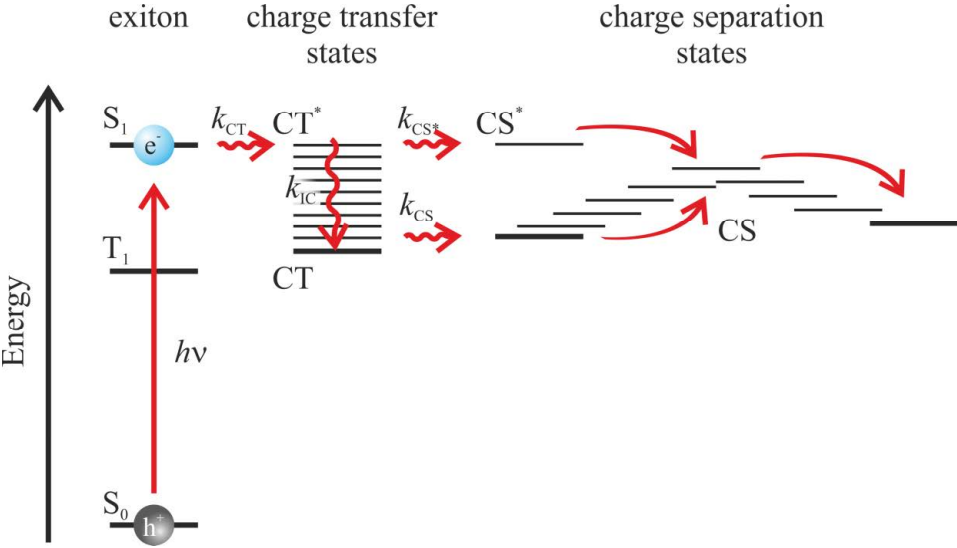 exiton
charge transfer
states
charge separation
states
Energy
S1
e-
kCT
CT*
kCS*
CS*
kIC
kCS
T1
CT
CS
hν
S0
h+